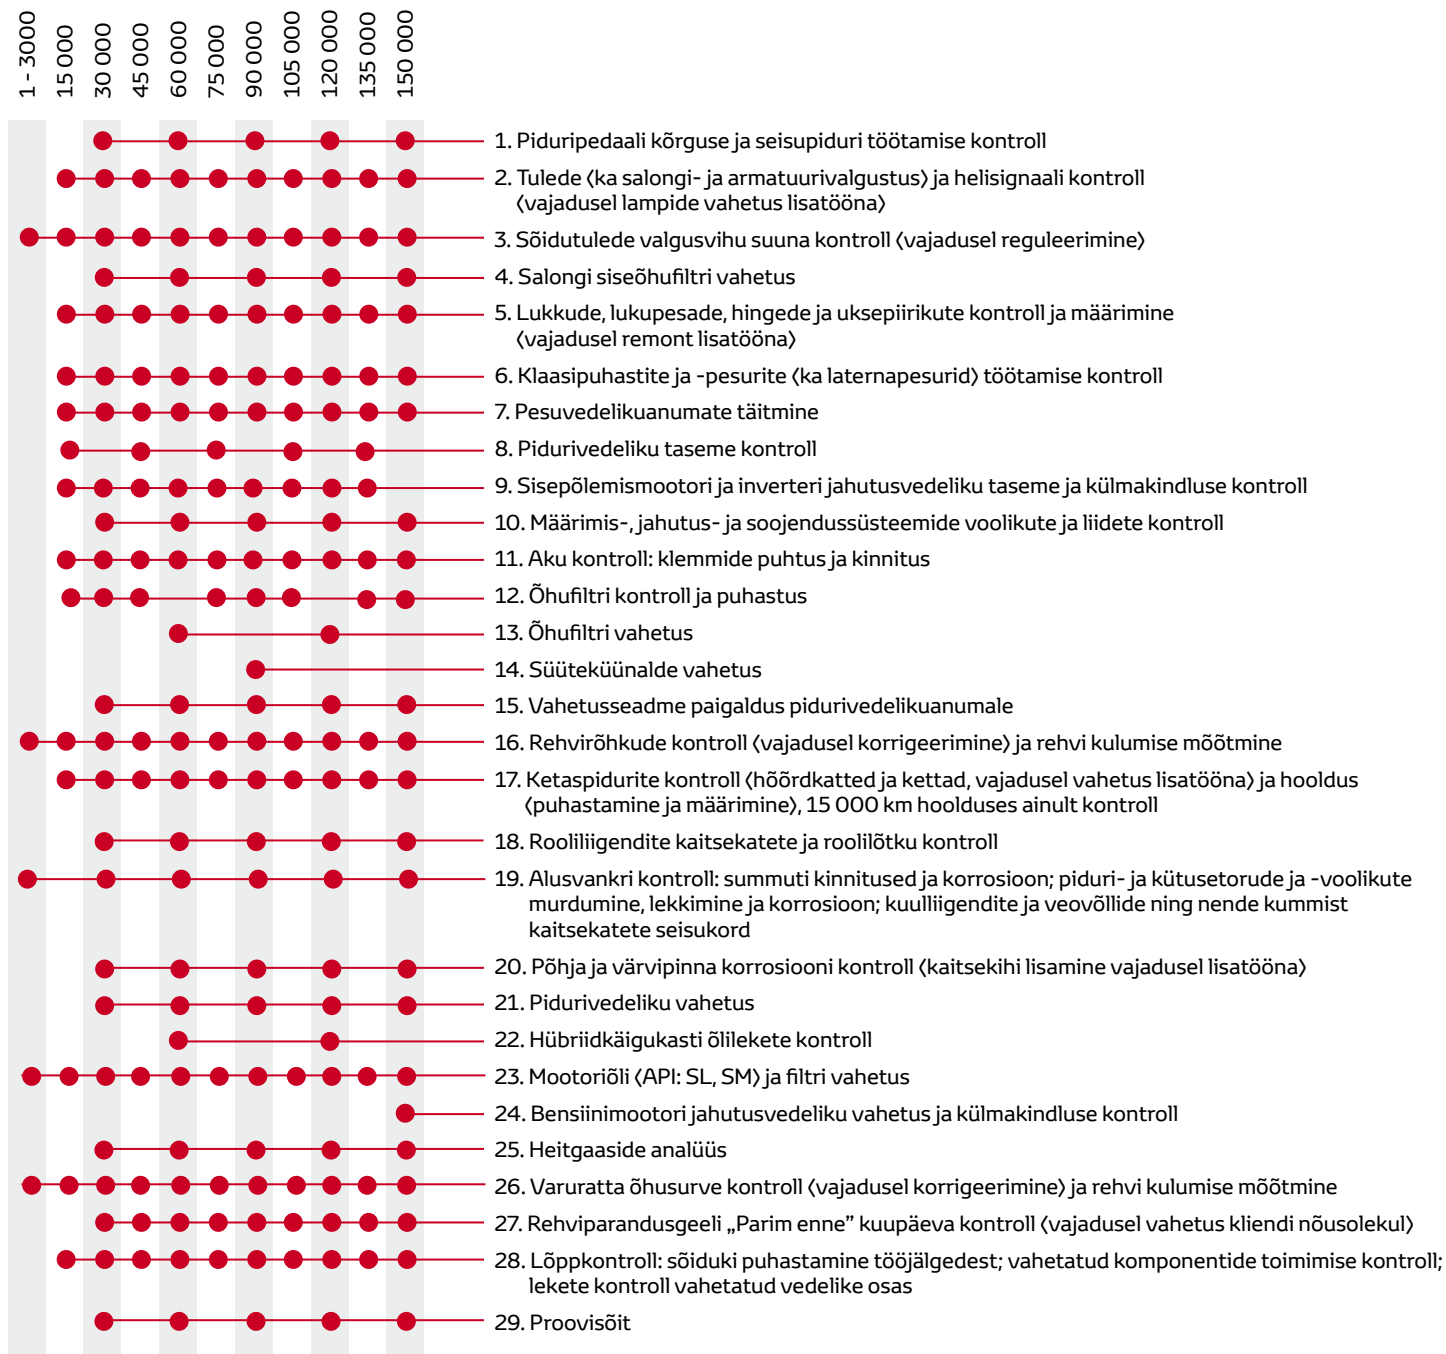 1 - 3000
15 000
30 000
45 000
60 000
75 000
90 000
105 000
120 000
135 000
150 000
1. Piduripedaali kõrguse ja seisupiduri töötamise kontroll
2. Tulede (ka salongi- ja armatuurivalgustus) ja helisignaali kontroll
(vajadusel lampide vahetus lisatööna)
3. Sõidutulede valgusvihu suuna kontroll (vajadusel reguleerimine)
4. Salongi siseõhufiltri vahetus
5. Lukkude, lukupesade, hingede ja uksepiirikute kontroll ja määrimine
(vajadusel remont lisatööna)
6. Klaasipuhastite ja -pesurite (ka laternapesurid) töötamise kontroll
7. Pesuvedelikuanumate täitmine
8. Pidurivedeliku taseme kontroll
9. Sisepõlemismootori ja inverteri jahutusvedeliku taseme ja külmakindluse kontroll
10. Määrimis-, jahutus- ja soojendussüsteemide voolikute ja liidete kontroll
11. Aku kontroll: klemmide puhtus ja kinnitus
12. Õhufiltri kontroll ja puhastus
13. Õhufiltri vahetus
14. Süüteküünalde vahetus
15. Vahetusseadme paigaldus pidurivedelikuanumale
16. Rehvirõhkude kontroll (vajadusel korrigeerimine) ja rehvi kulumise mõõtmine
17. Ketaspidurite kontroll (hõõrdkatted ja kettad, vajadusel vahetus lisatööna) ja hooldus
(puhastamine ja määrimine), 15 000 km hoolduses ainult kontroll
18. Rooliliigendite kaitsekatete ja roolilõtku kontroll
19. Alusvankri kontroll: summuti kinnitused ja korrosioon; piduri- ja kütusetorude ja -voolikute
murdumine, lekkimine ja korrosioon; kuulliigendite ja veovõllide ning nende kummist
kaitsekatete seisukord
20. Põhja ja värvipinna korrosiooni kontroll (kaitsekihi lisamine vajadusel lisatööna)
21. Pidurivedeliku vahetus
22. Hübriidkäigukasti õlilekete kontroll
23. Mootoriõli (API: SL, SM) ja filtri vahetus
24. Bensiinimootori jahutusvedeliku vahetus ja külmakindluse kontroll
25. Heitgaaside analüüs
26. Varuratta õhusurve kontroll (vajadusel korrigeerimine) ja rehvi kulumise mõõtmine
27. Rehviparandusgeeli „Parim enne” kuupäeva kontroll (vajadusel vahetus kliendi nõusolekul)
28. Lõppkontroll: sõiduki puhastamine tööjälgedest; vahetatud komponentide toimimise kontroll;
lekete kontroll vahetatud vedelike osas
29. Proovisõit